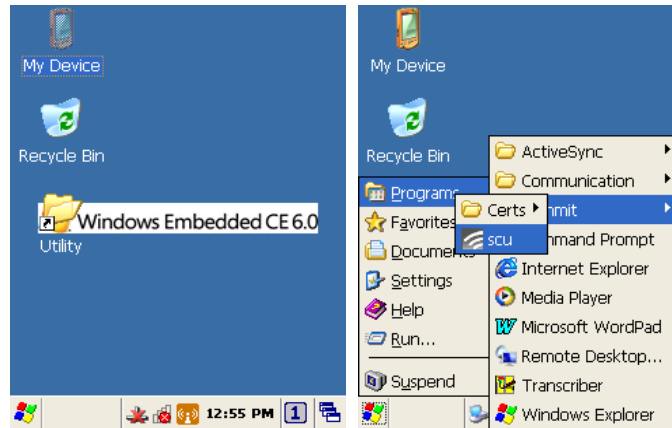 My Device
Recycle Bin
Windows Embedded CE 6.0
Utility
12:55 PM
1
My Device
Recycle Bin
Programs
Favorites
Documen
Settings
Help
Run...
Suspend
Certs
scu
ActiveSync
Communication
mmit
mmand Prompt
Internet Explorer
Media Player
Microsoft WordPad
Remote Desktop...
Transcriber
Windows Explorer